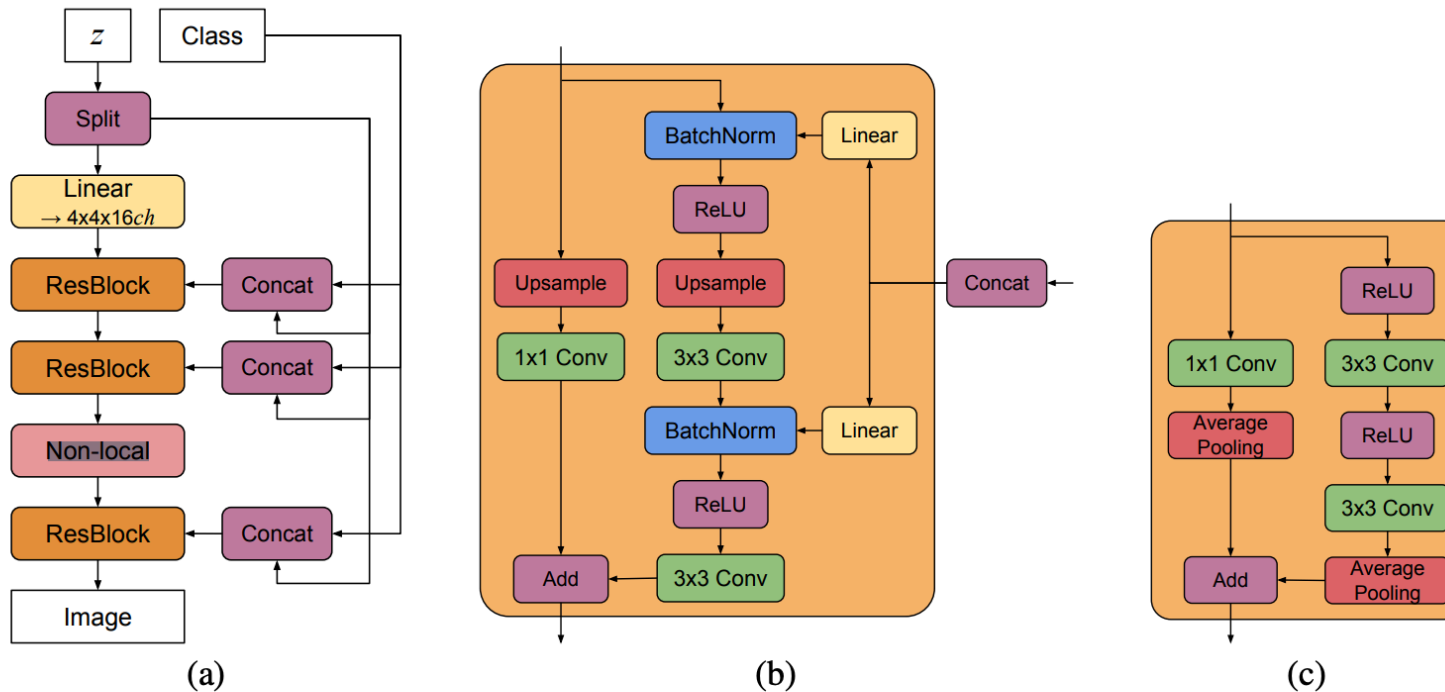 z
Class
Split
Linear
→ 4x4x16ch
ResBlock
Concat
ResBlock
Concat
Non-local
ResBlock
Concat
Image
(a)
BatchNorm
Linear
ReLU
Upsample
Upsample
Concat
1x1 Conv
3x3 Conv
BatchNorm
Linear
ReLU
Add
3x3 Conv
(b)
ReLU
1x1 Conv
3x3 Conv
Average
Pooling
ReLU
3x3 Conv
Add
Average
Pooling
(c)